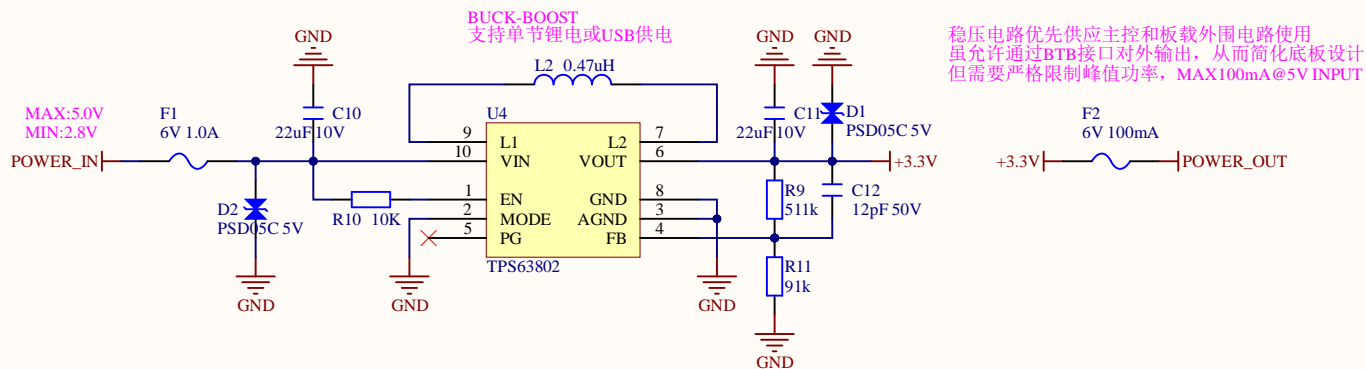 BUCK-BOOST
支持单节锂电或USB供电
稳压电路优先供应主控和板载外围电路使用
虽允许通过BTB接口对外输出，从而简化底板设计
但需要严格限制峰值功率，MAX100mA@5V INPUT
GND
GND
GND
L2 0.47uH
MAX:5.0V
MIN:2.8V
F1
6V 1.0A
C10
22uF 10V
U4
C11
22uF 10V
D1
PSD05C 5V
F2
6V 100mA
POWER_IN
9
L1
L2
7
10
VIN
VOUT
6
+3.3V
+3.3V
POWER_OUT
D2
PSD05C 5V
R10 10K
1
EN
GND
8
2
MODE
AGND
3
5
PG
FB
4
R9
511k
C12
12pF 50V
TPS63802
R11
91k
GND
GND
GND
GND